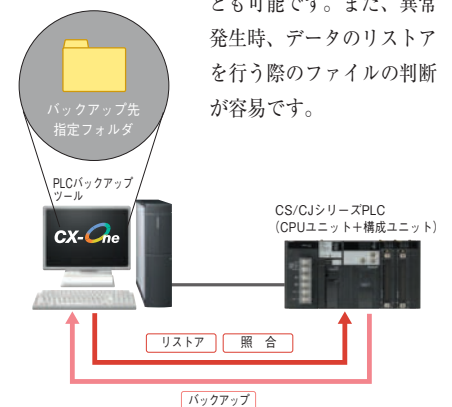 とも可能です。また、異常
発生時、データのリストア
を行う際のファイルの判断
が容易です。
バックアップ先
指定フォルダ
PLCバックアップ
ツール
CX-One
CS/CJシリーズPLC
(CPUユニット+構成ユニット)
リストア 照 合
バックアップ